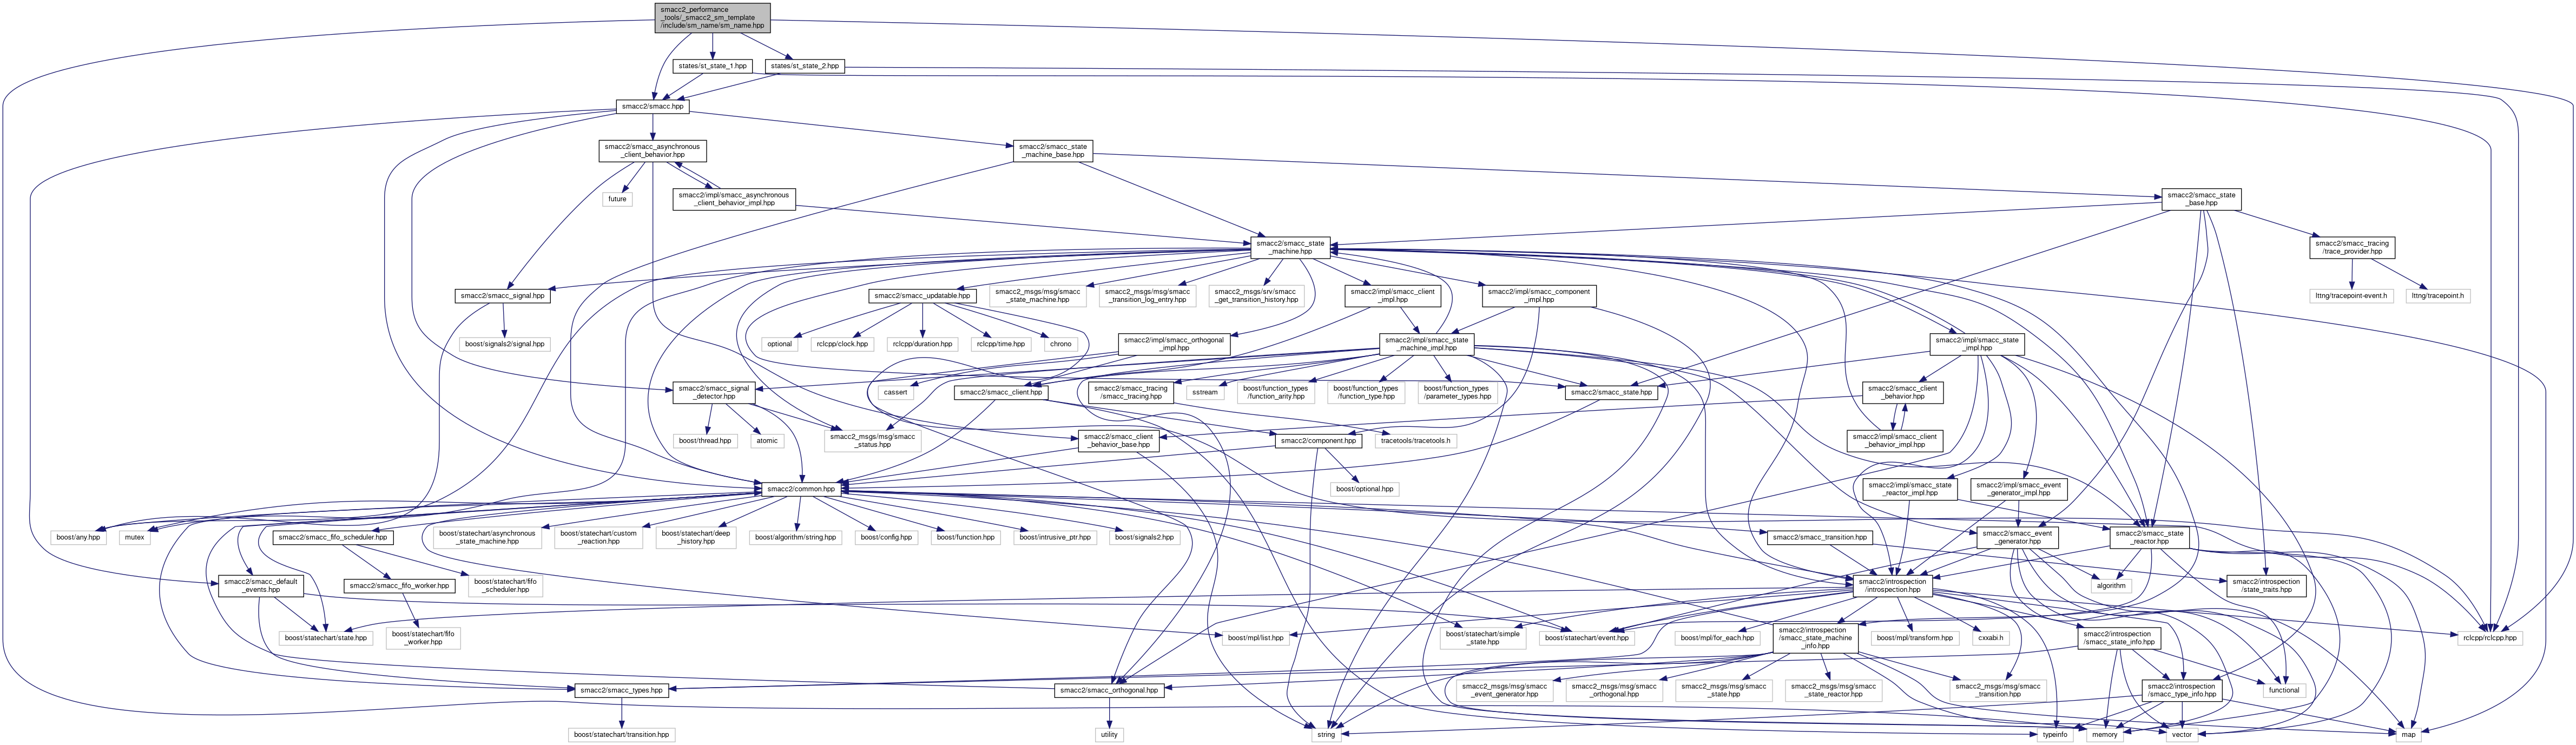 smacc2_performance
_tools/_smacc2_sm_template
/include/sm_name/sm_name.hpp
states/st_state_1.hpp
states/st_state_2.hpp
smacc2/smacc.hpp
smacc2/smacc_asynchronous
_client_behavior.hpp
smacc2/smacc_state
_machine_base.hpp
future
smacc2/impl/smacc_asynchronous
_client_behavior_impl.hpp
smacc2/smacc_state
_base.hpp
smacc2/smacc_state
_machine.hpp
smacc2/smacc_tracing
/trace_provider.hpp
smacc2/smacc_signal.hpp
smacc2/smacc_updatable.hpp
smacc2_msgs/msg/smacc
_state_machine.hpp
smacc2_msgs/msg/smacc
_transition_log_entry.hpp
smacc2_msgs/srv/smacc
_get_transition_history.hpp
smacc2/impl/smacc_client
_impl.hpp
smacc2/impl/smacc_component
_impl.hpp
lttng/tracepoint-event.h
lttng/tracepoint.h
boost/signals2/signal.hpp
optional
rclcpp/clock.hpp
rclcpp/duration.hpp
rclcpp/time.hpp
chrono
smacc2/impl/smacc_orthogonal
_impl.hpp
smacc2/impl/smacc_state
_machine_impl.hpp
smacc2/impl/smacc_state
_impl.hpp
smacc2/smacc_signal
_detector.hpp
cassert
smacc2/smacc_client.hpp
smacc2/smacc_tracing
/smacc_tracing.hpp
sstream
boost/function_types
/function_arity.hpp
boost/function_types
/function_type.hpp
boost/function_types
/parameter_types.hpp
smacc2/smacc_state.hpp
smacc2/smacc_client
_behavior.hpp
boost/thread.hpp
atomic
smacc2_msgs/msg/smacc
_status.hpp
smacc2/smacc_client
_behavior_base.hpp
smacc2/component.hpp
tracetools/tracetools.h
smacc2/impl/smacc_client
_behavior_impl.hpp
smacc2/common.hpp
boost/optional.hpp
smacc2/impl/smacc_state
_reactor_impl.hpp
smacc2/impl/smacc_event
_generator_impl.hpp
boost/any.hpp
mutex
smacc2/smacc_fifo_scheduler.hpp
boost/statechart/asynchronous
_state_machine.hpp
boost/statechart/custom
_reaction.hpp
boost/statechart/deep
_history.hpp
boost/algorithm/string.hpp
boost/config.hpp
boost/function.hpp
boost/intrusive_ptr.hpp
boost/signals2.hpp
smacc2/smacc_transition.hpp
smacc2/smacc_event
_generator.hpp
smacc2/smacc_state
_reactor.hpp
smacc2/smacc_default
_events.hpp
smacc2/smacc_fifo_worker.hpp
boost/statechart/fifo
_scheduler.hpp
smacc2/introspection
/introspection.hpp
algorithm
smacc2/introspection
/state_traits.hpp
boost/statechart/state.hpp
boost/statechart/fifo
_worker.hpp
boost/mpl/list.hpp
boost/statechart/simple
_state.hpp
boost/statechart/event.hpp
boost/mpl/for_each.hpp
smacc2/introspection
/smacc_state_machine
_info.hpp
boost/mpl/transform.hpp
cxxabi.h
smacc2/introspection
/smacc_state_info.hpp
rclcpp/rclcpp.hpp
smacc2/smacc_types.hpp
smacc2/smacc_orthogonal.hpp
smacc2_msgs/msg/smacc
_event_generator.hpp
smacc2_msgs/msg/smacc
_orthogonal.hpp
smacc2_msgs/msg/smacc
_state.hpp
smacc2_msgs/msg/smacc
_state_reactor.hpp
smacc2_msgs/msg/smacc
_transition.hpp
smacc2/introspection
/smacc_type_info.hpp
functional
boost/statechart/transition.hpp
utility
string
typeinfo
memory
vector
map